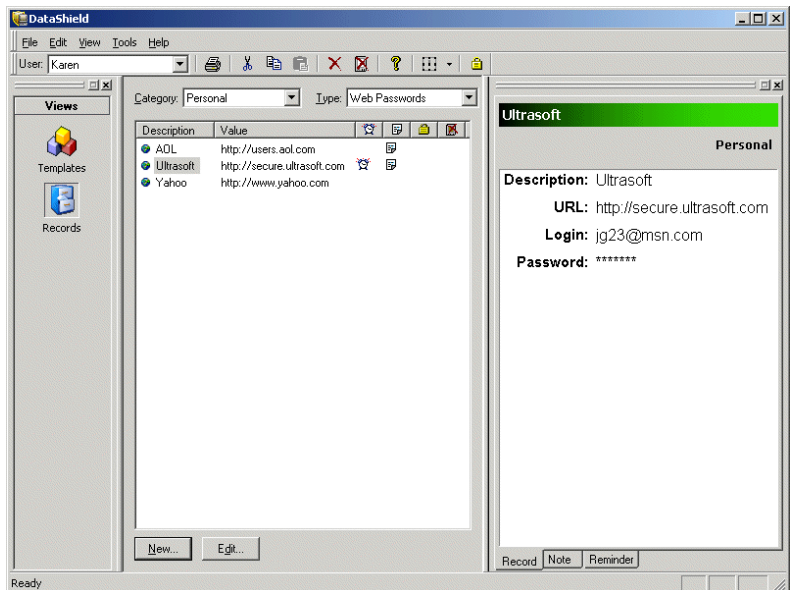 DataShield
File Edit View Tools Help
User: Karen
Views
Templates
Records
Category: Personal Type: Web Passwords
Description Value
AOL http://users.aol.com
Ultrasoft http://secure.ultrasoft.com
Yahoo http://www.yahoo.com
New... Edit...
Ultrasoft
Personal
Description: Ultrasoft
URL: http://secure.ultrasoft.com
Login: jg23@msn.com
Password: *******
Record Note Reminder
Ready